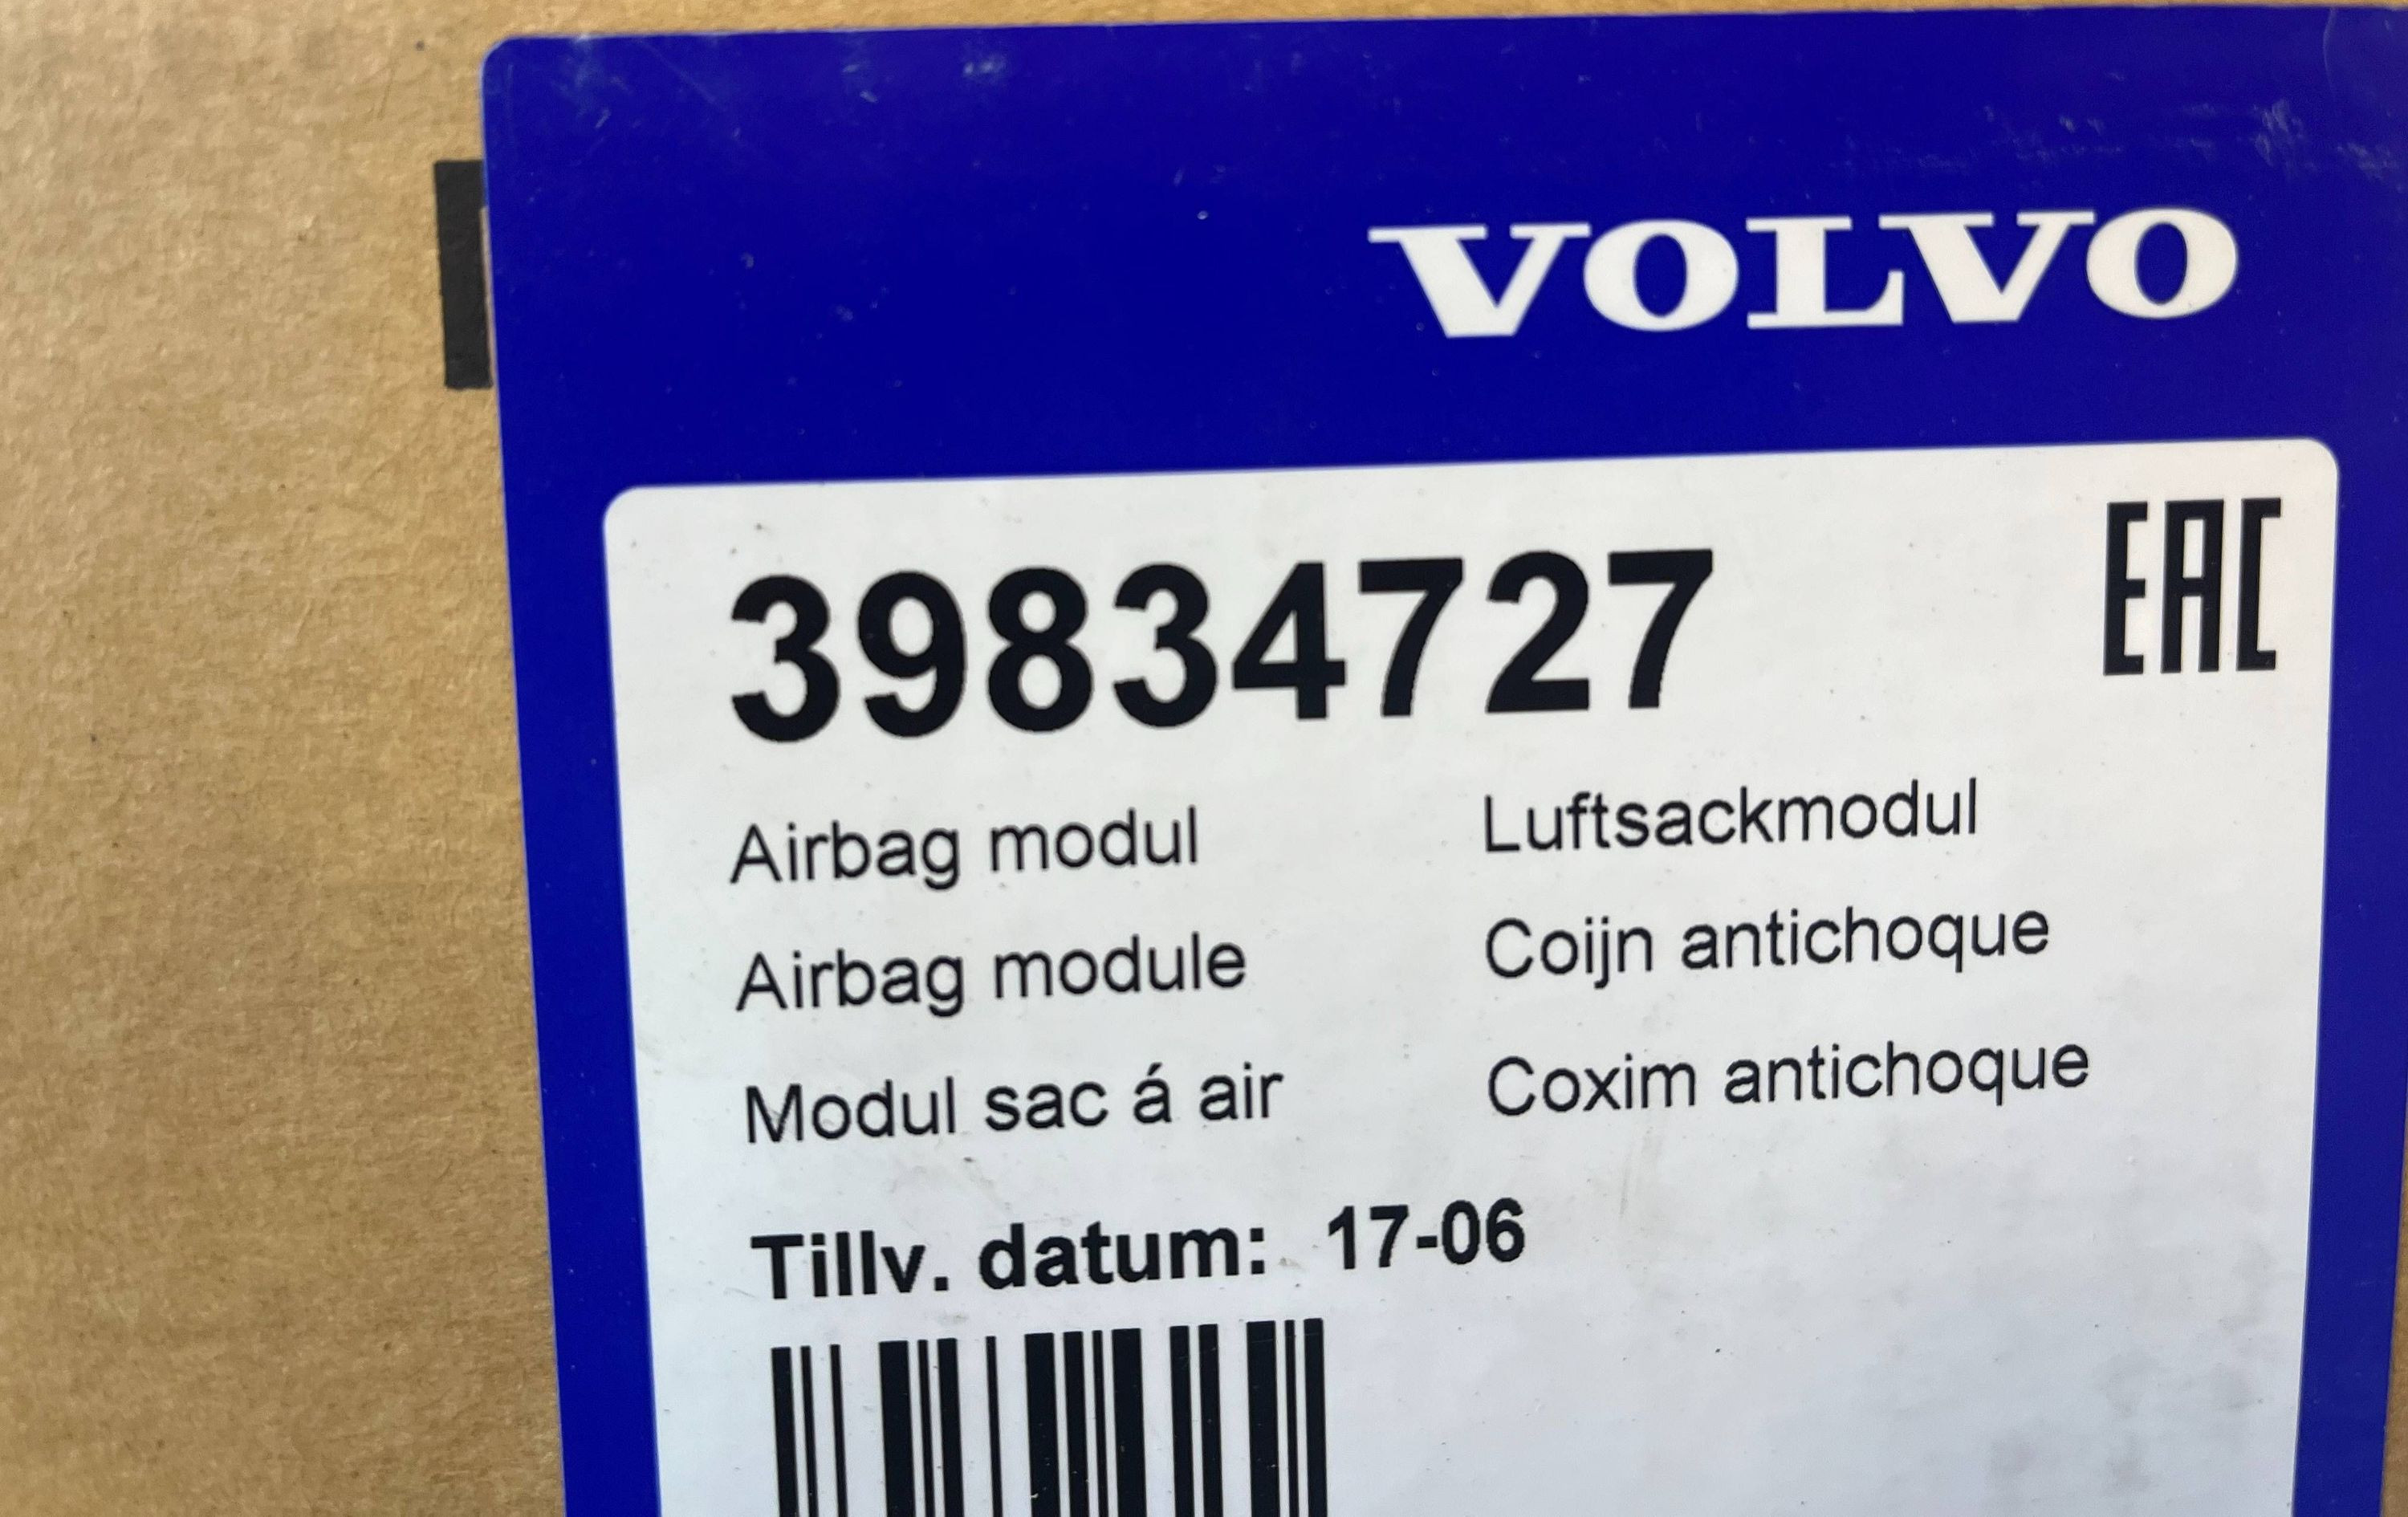 VOLVO
39834727
EAC
Airbag modul Luftsackmodul
Airbag module Coijn antichoque
Modul sac á air Coxim antichoque
Tillv. datum: 17-06